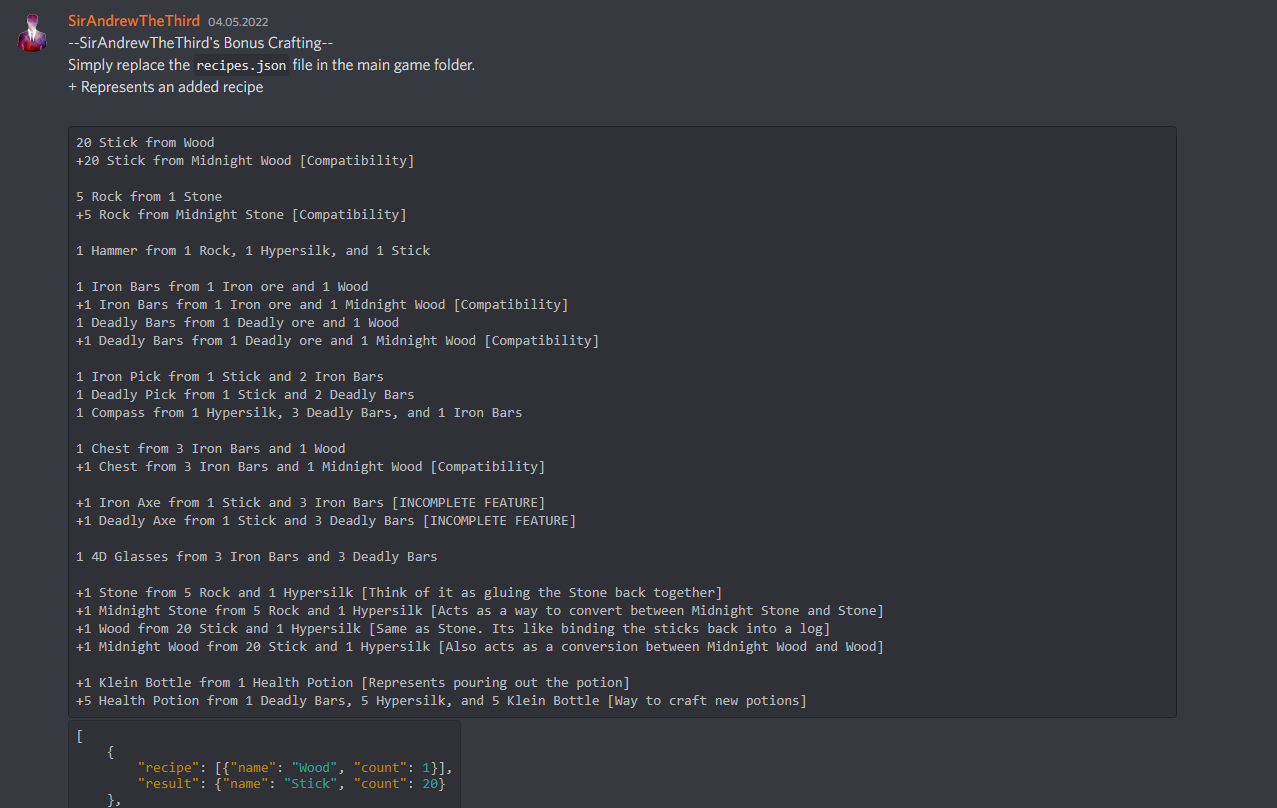 SirAndrewTheThird 04.05.2022
--SirAndrewTheThird's Bonus Crafting--
Simply replace the recipes.json file in the main game folder.
+ Represents an added recipe
20 Stick from Wood
+20 Stick from Midnight Wood [Compatibility]
5 Rock from 1 Stone
+5 Rock from Midnight Stone [Compatibility]
1 Hammer from 1 Rock, 1 Hypersilk, and 1 Stick
1 Iron Bars from 1 Iron ore and 1 Wood
+1 Iron Bars from 1 Iron ore and 1 Midnight Wood [Compatibility]
1 Deadly Bars from 1 Deadly ore and 1 Wood
+1 Deadly Bars from 1 Deadly ore and 1 Midnight Wood [Compatibility]
1 Iron Pick from 1 Stick and 2 Iron Bars
1 Deadly Pick from 1 Stick and 2 Deadly Bars
1 Compass from 1 Hypersilk, 3 Deadly Bars, and 1 Iron Bars
1 Chest from 3 Iron Bars and 1 Wood
+1 Chest from 3 Iron Bars and 1 Midnight Wood [Compatibility]
+1 Iron Axe from 1 Stick and 3 Iron Bars [INCOMPLETE FEATURE]
+1 Deadly Axe from 1 Stick and 3 Deadly Bars [INCOMPLETE FEATURE]
1 4D Glasses from 3 Iron Bars and 3 Deadly Bars
+1 Stone from 5 Rock and 1 Hypersilk [Think of it as gluing the Stone back together]
+1 Midnight Stone from 5 Rock and 1 Hypersilk [Acts as a way to convert between Midnight Stone and Stone]
+1 Wood from 20 Stick and 1 Hypersilk [Same as Stone. Its like binding the sticks back into a log]
+1 Midnight Wood from 20 Stick and 1 Hypersilk [Also acts as a conversion between Midnight Wood and Wood]
+1 Klein Bottle from 1 Health Potion [Represents pouring out the potion]
+5 Health Potion from 1 Deadly Bars, 5 Hypersilk, and 5 Klein Bottle [Way to craft new potions]
[
{
"recipe": [{"name": "Wood", "count": 1}],
"result": {"name": "Stick", "count": 20}
},